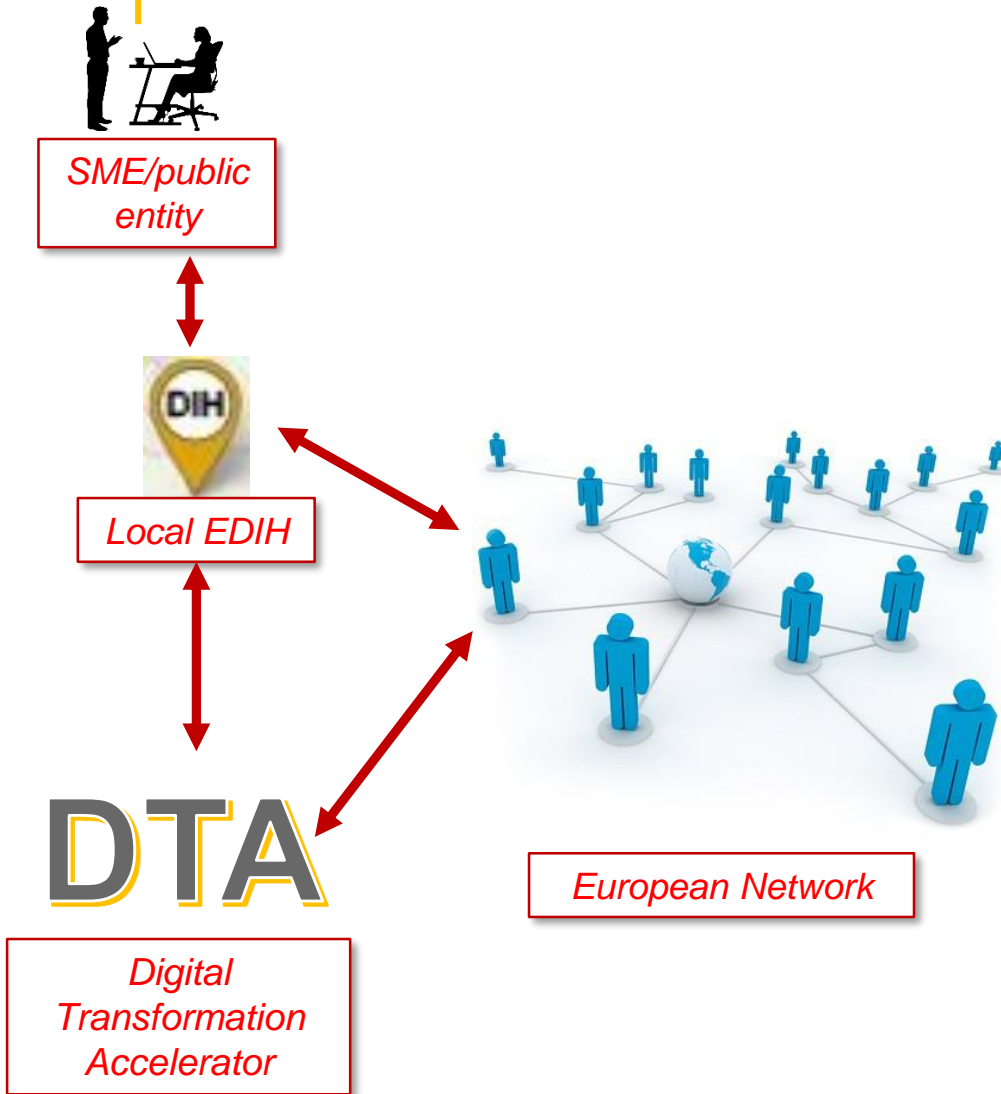 SME/public
entity
DIH
Local EDIH
DTA
European Network
Digital
Transformation
Accelerator